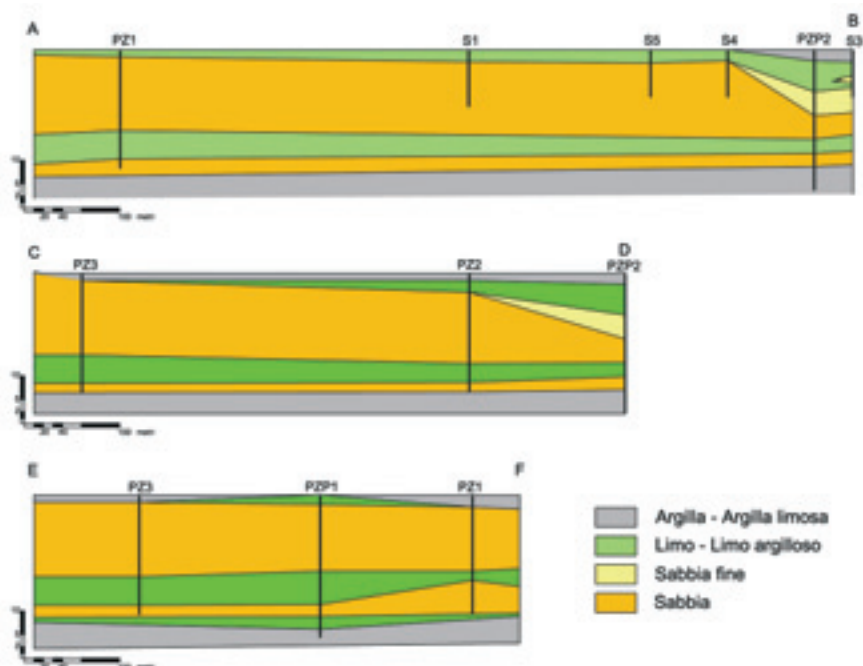 A B
PZ1 S1 S5 S4 PZP2 S3
C D
PZ3 PZ2 PZP2
E F
PZ3 PZP1 PZ1
Argilla - Argilla limosa
Limo - Limo argilloso
Sabbia fine
Sabbia